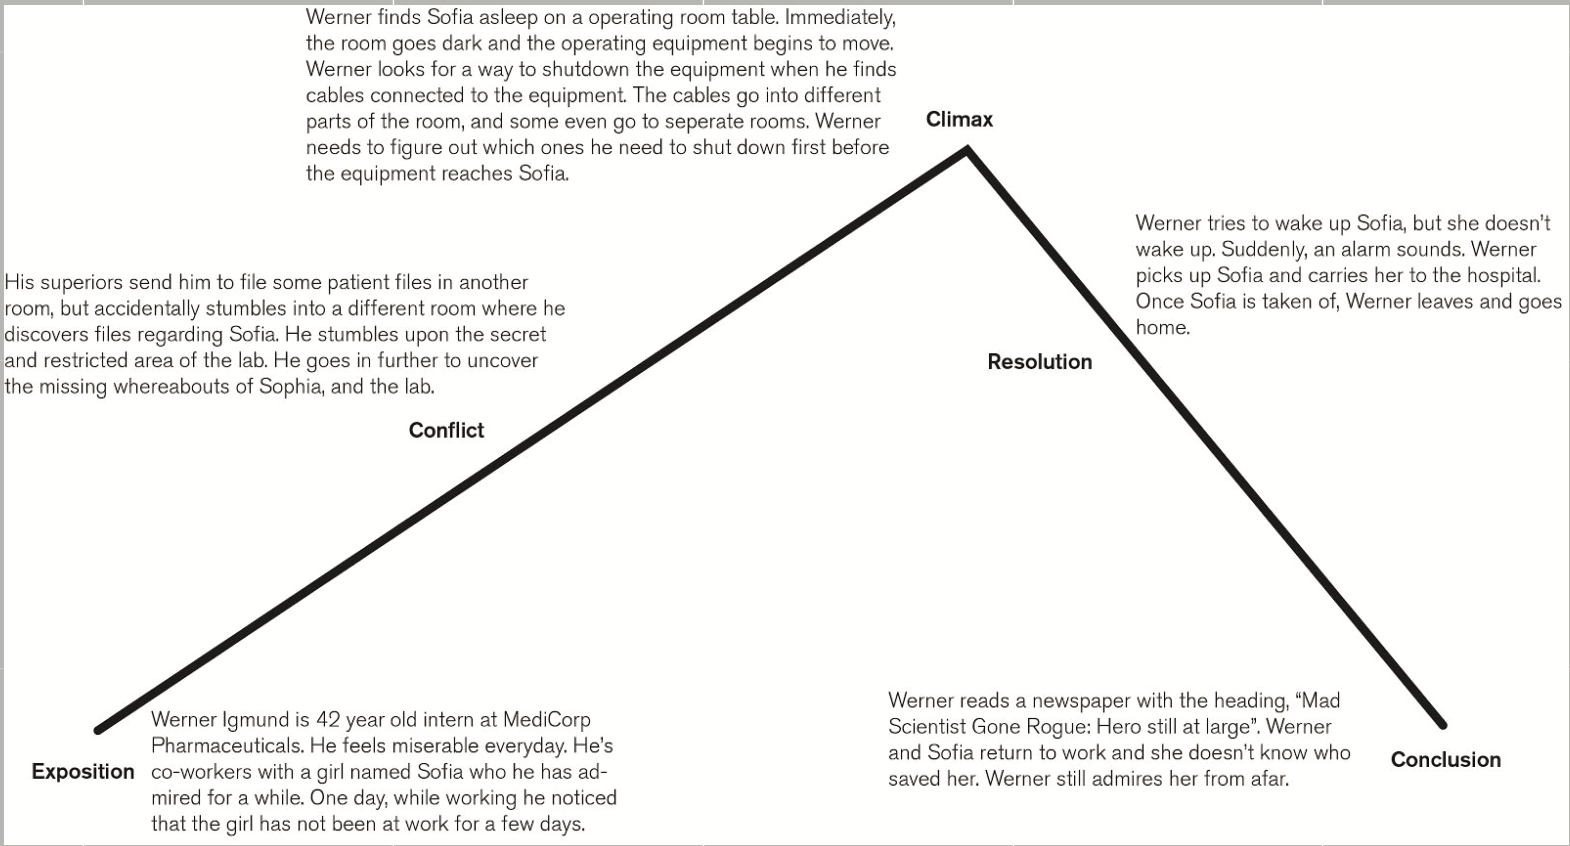 Werner finds Sofia asleep on a operating room table. Immediately,
the room goes dark and the operating equipment begins to move.
Werner looks for a way to shutdown the equipment when he finds
cables connected to the equipment. The cables go into different
parts of the room, and some even go to seperate rooms. Werner
needs to figure out which ones he need to shut down first before
the equipment reaches Sofia.
Climax
Werner tries to wake up Sofia, but she doesn't
wake up. Suddenly, an alarm sounds. Werner
picks up Sofia and carries her to the hospital.
Once Sofia is taken of, Werner leaves and goes
home.
Resolution
His superiors send him to file some patient files in another
room, but accidentally stumbles into a different room where he
discovers files regarding Sofia. He stumbles upon the secret
and restricted area of the lab. He goes in further to uncover
the missing whereabouts of Sophia, and the lab.
Conflict
Exposition
Werner Igmund is 42 year old intern at MediCorp
Pharmaceuticals. He feels miserable everyday. He's
co-workers with a girl named Sofia who he has ad-
mired for a while. One day, while working he noticed
that the girl has not been at work for a few days.
Werner reads a newspaper with the heading, “Mad
Scientist Gone Rogue: Hero still at large”. Werner
and Sofia return to work and she doesn't know who
saved her. Werner still admires her from afar.
Conclusion